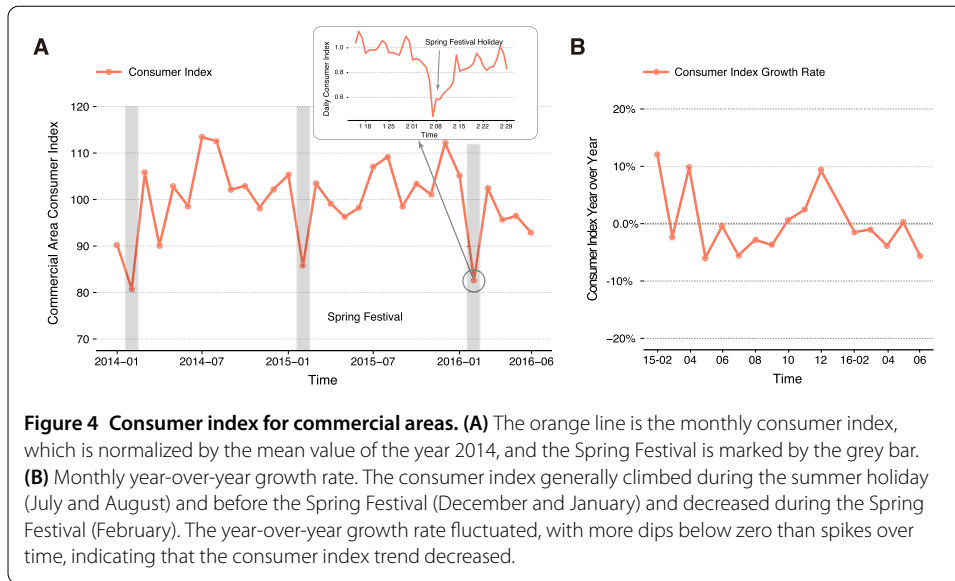 A
Consumer Index
Commercial Area Consumer Index
120
110
100
90
80
70
2014–01
2014–07
2015–01
2015–07
2016–01
2016–06
Time
Spring Festival
Daily Consumer Index
1.0
0.8
0.6
Spring Festival Holiday
1 18
1 25
2 01
2 08
2 15
2 22
2 29
Time
B
Consumer Index Growth Rate
Consumer Index Year over Year
20%
10%
0.0%
-10%
−20%
15-02
04
06
08
10
12
16-02
04
06
Time
Figure 4 Consumer index for commercial areas. (A) The orange line is the monthly consumer index,
which is normalized by the mean value of the year 2014, and the Spring Festival is marked by the grey bar.
(B) Monthly year-over-year growth rate. The consumer index generally climbed during the summer holiday
(July and August) and before the Spring Festival (December and January) and decreased during the Spring
Festival (February). The year-over-year growth rate fluctuated, with more dips below zero than spikes over
time, indicating that the consumer index trend decreased.